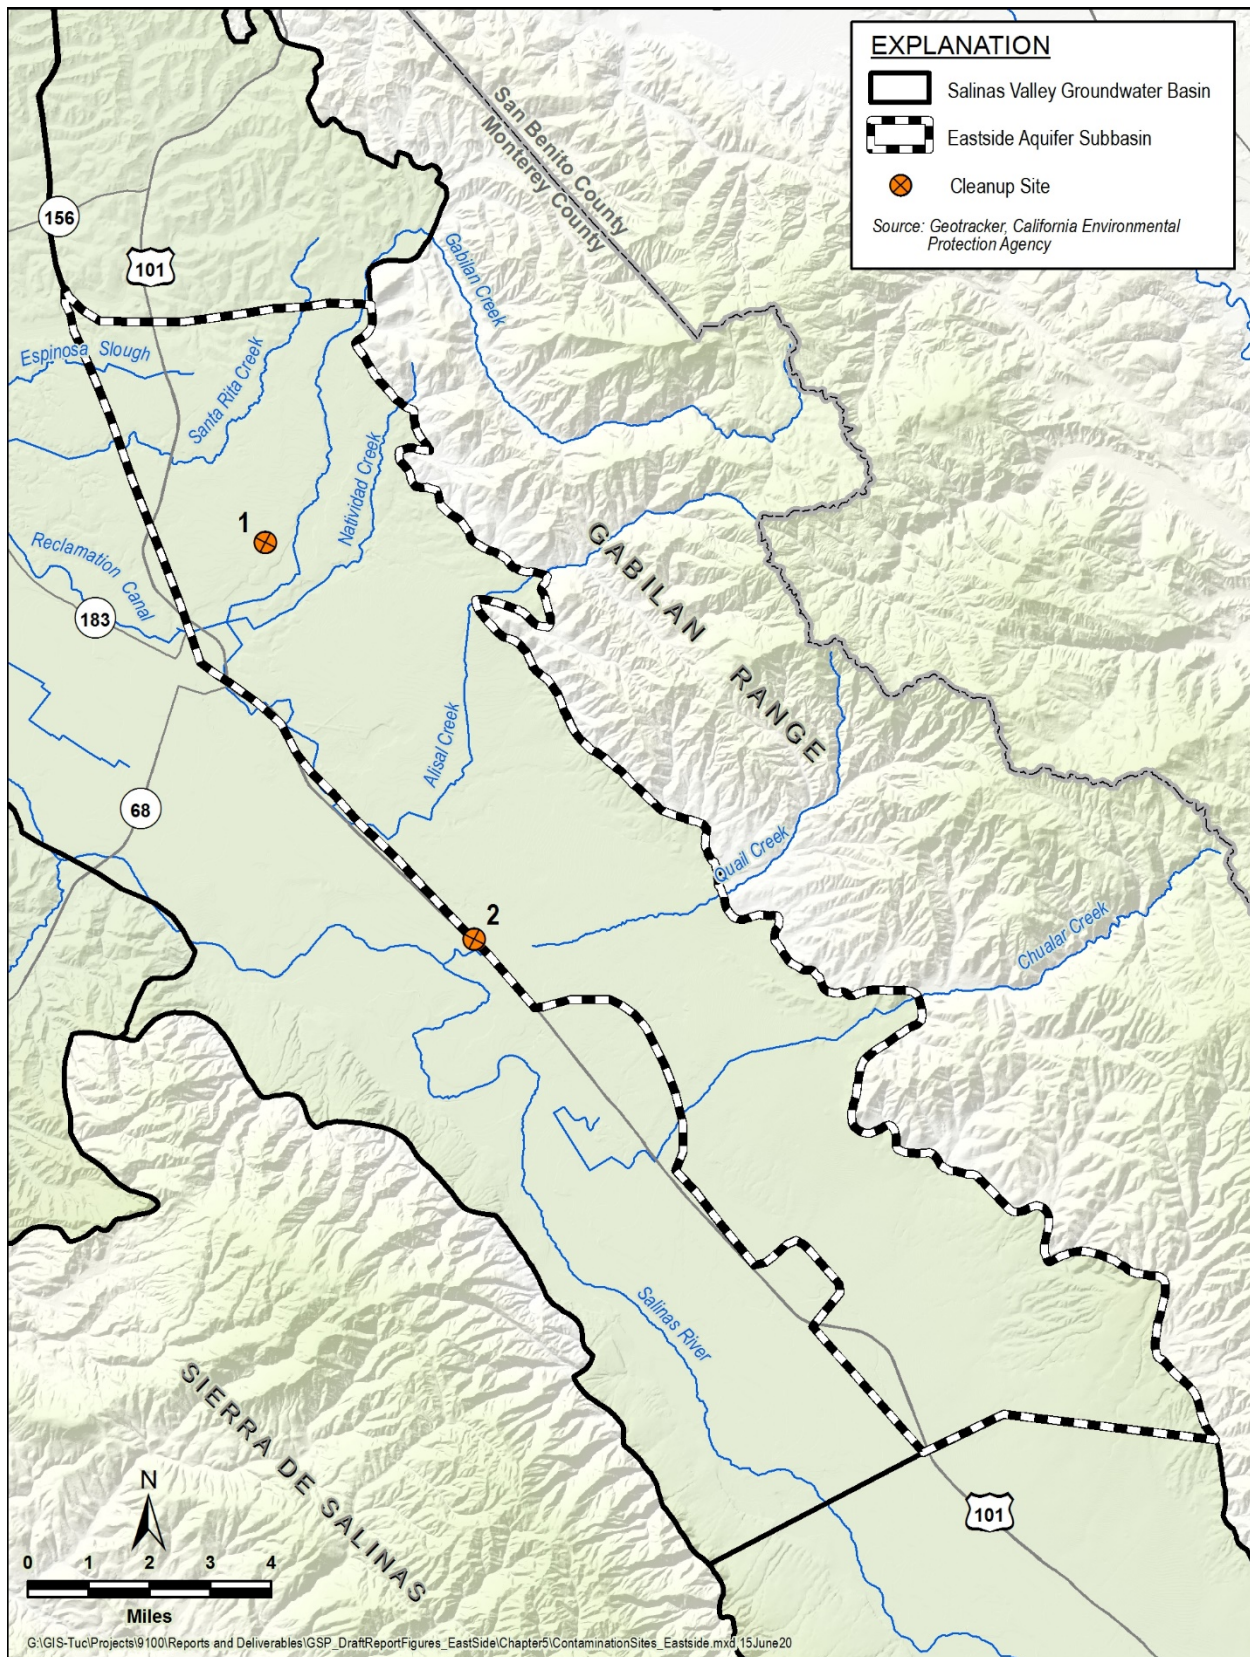 EXPLANATION
Salinas Valley Groundwater Basin
Eastside Aquifer Subbasin
Cleanup Site
Source: Geotracker, California Environmental
Protection Agency
San Benito County
Monterey County
156
101
Gabilan Creek
Espinosa Slough
Santa Rita Creek
Natividad Creek
1
Reclamation Canal
183
GABILAN RANGE
Alisal Creek
68
Quail Creek
2
Chualar Creek
Salinas River
SIERRA DE SALINAS
101
N
0 1 2 3 4
Miles
G:\GIS-Tuc\Projects\9100\Reports and Deliverables\GSP_DraftReportFigures_EastSide\Chapter5\ContaminationSites_Eastside.mxd 15June20